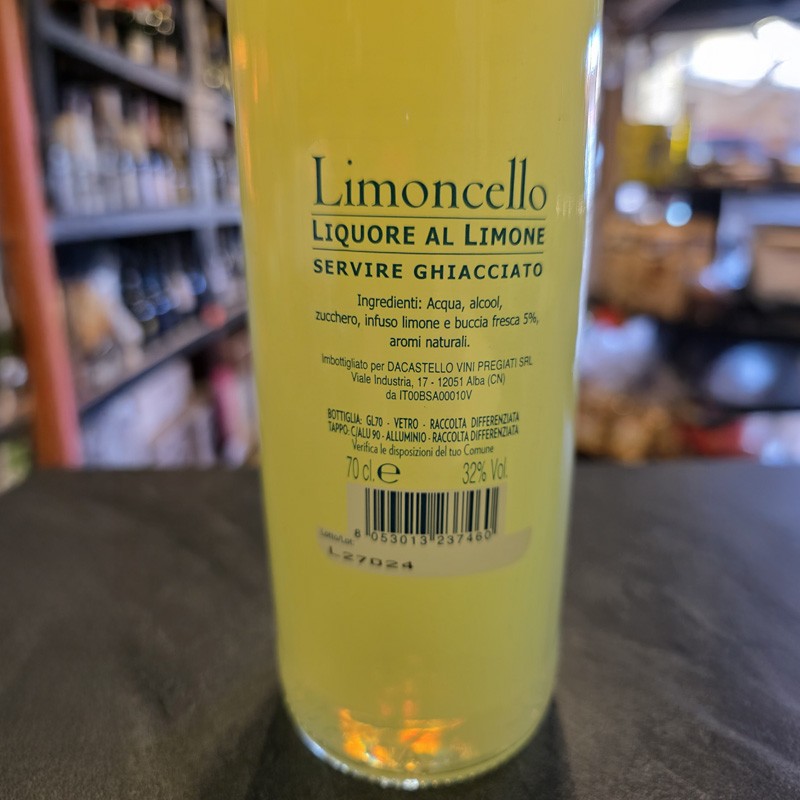 Limoncello
LIQUORE AL LIMONE
SERVIRE GHIACCIATO
Ingredienti: Acqua, alcool,
zucchero, infuso limone e buccia fresca 5%,
aromi naturali.
Imbottigliato per DACASTELLO VINI PREGIATI SRL
Viale Industria, 17 - 12051 Alba (CN)
da IT00BSA00010V
BOTTIGLIA: GL70 - VETRO - RACCOLTA DIFFERENZIATA
TAPPO: C/ALU 90 - ALLUMINIO - RACCOLTA DIFFERENZIATA
Verifica le disposizioni del tuo Comune
70 cl. e 32% Vol.
8 053013 237460
Lotto/Lot:
L27024